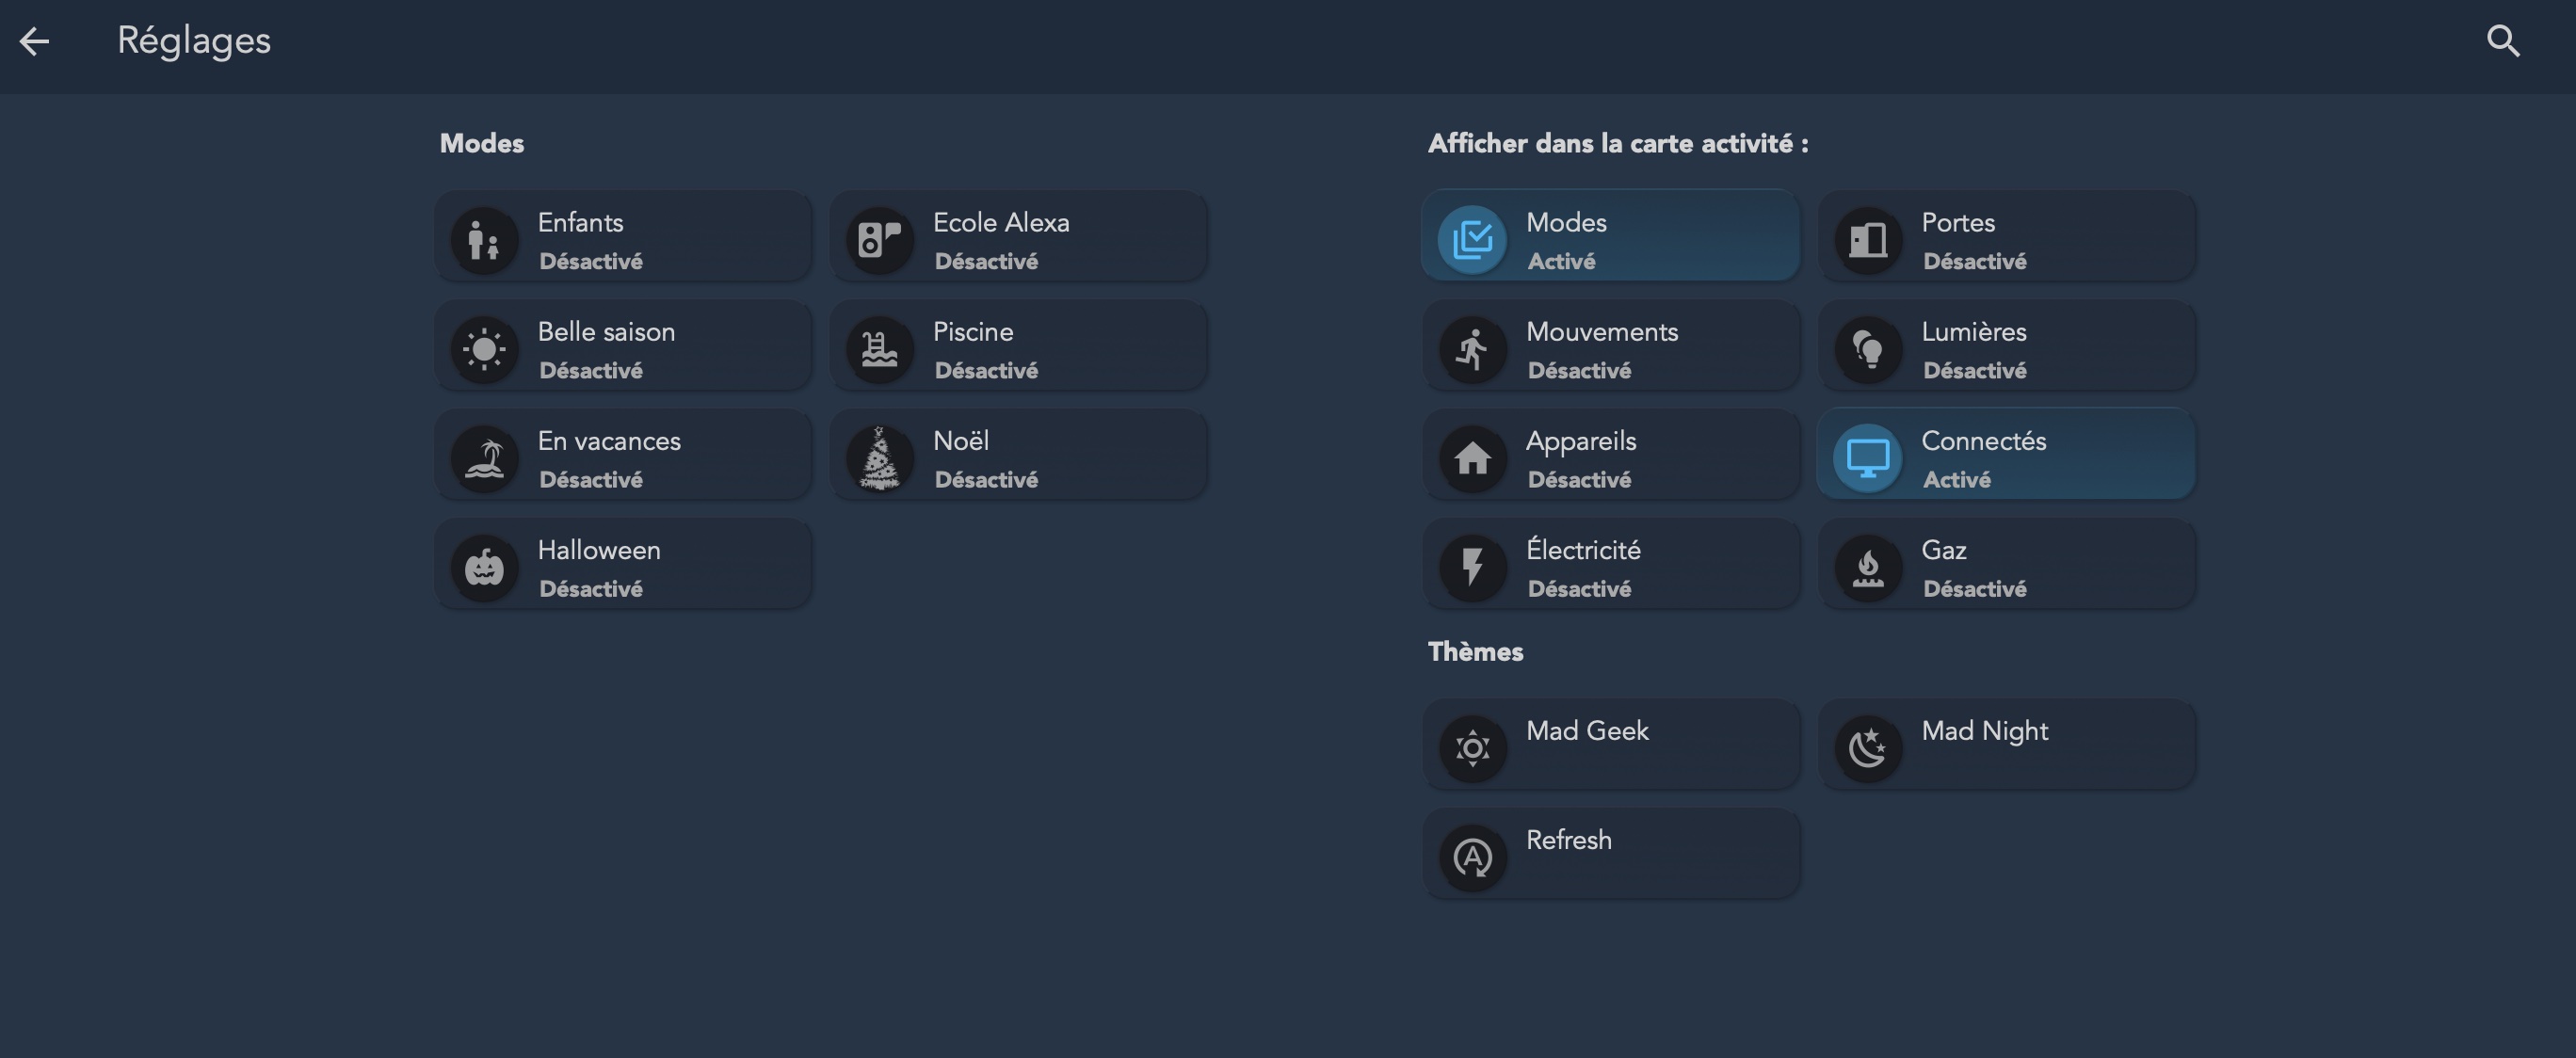 Réglages
Modes
Enfants
Désactivé
Ecole Alexa
Désactivé
Belle saison
Désactivé
Piscine
Désactivé
En vacances
Désactivé
Noël
Désactivé
Halloween
Désactivé
Afficher dans la carte activité :
Modes
Activé
Portes
Désactivé
Mouvements
Désactivé
Lumières
Désactivé
Appareils
Désactivé
Connectés
Activé
Électricité
Désactivé
Gaz
Désactivé
Thèmes
Mad Geek
Mad Night
A
Refresh